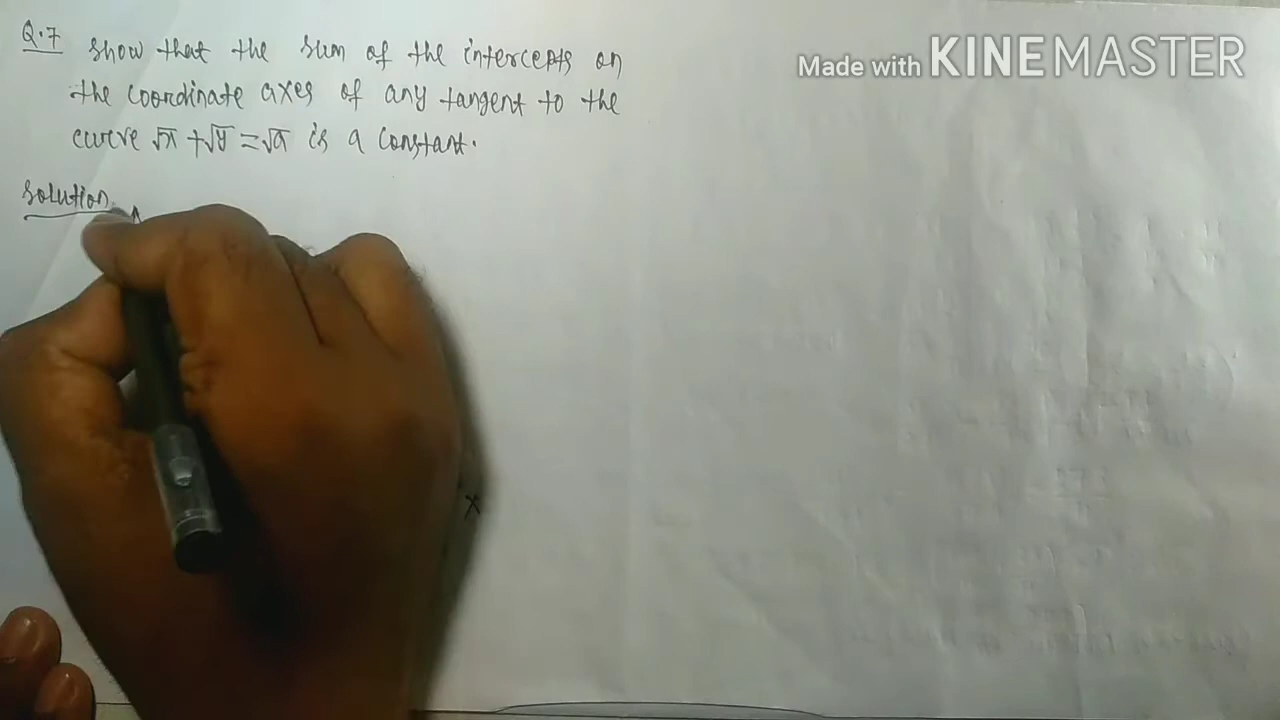 Q.7 Show that the sum of the intercepts on
the coordinate axes of any tangent to the
curve √x + √y = √a is a constant.
Solution
X
Made with KINEMASTER